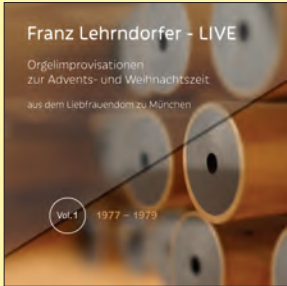 Franz Lehrndorfer - LIVE
Orgelimprovisationen
zur Advents- und Weihnachtszeit
aus dem Liebfrauendom zu München
Vol.1 1977 – 1979